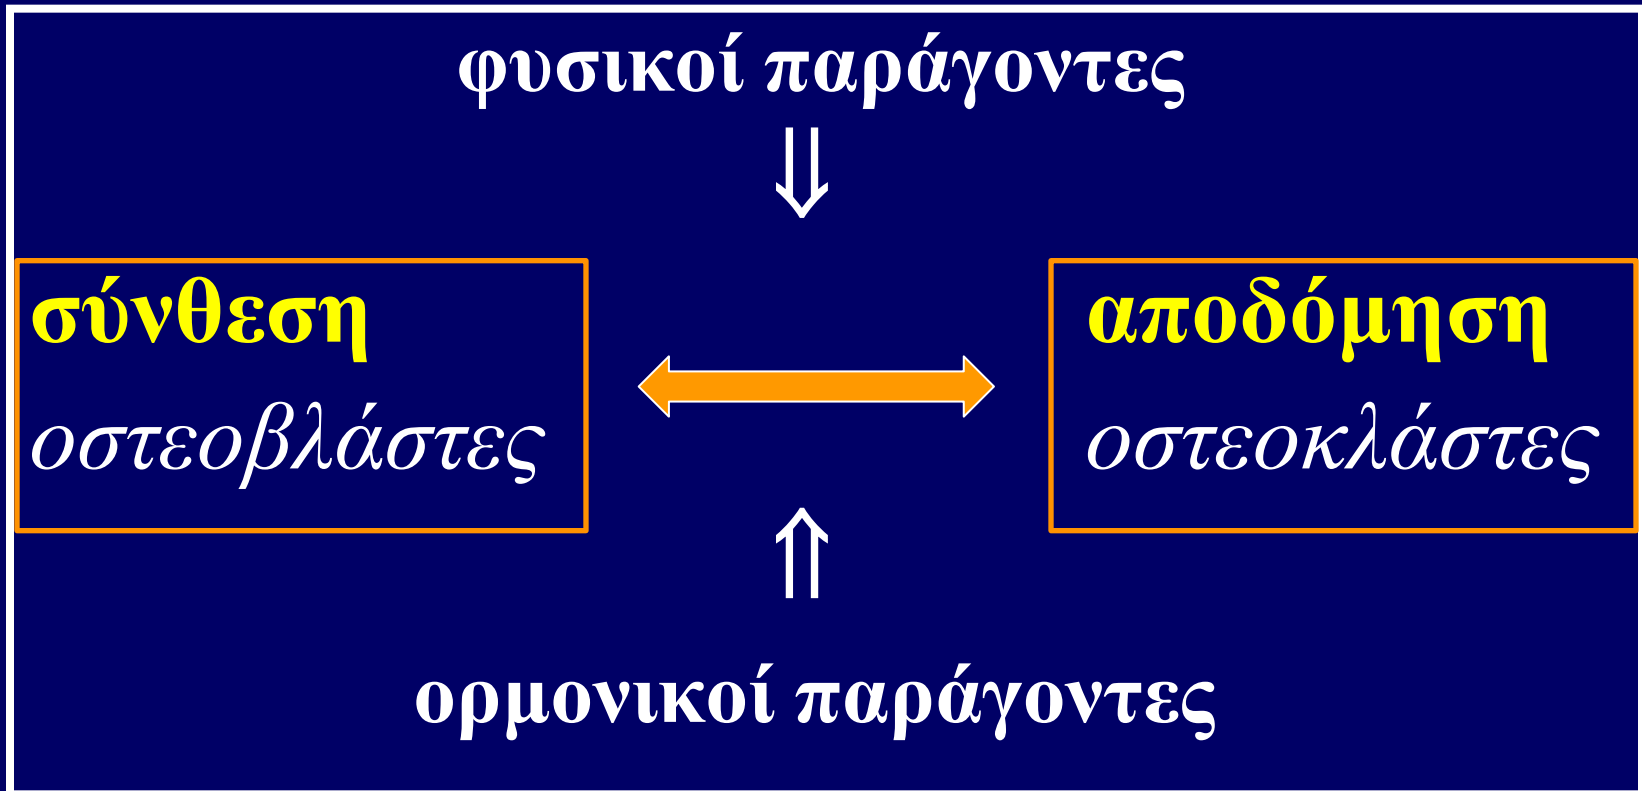 φυσικοί παράγοντες
⇓
σύνθεση
οστεοβλάστες
αποδόμηση
οστεοκλάστες
⇑
ορμονικοί παράγοντες